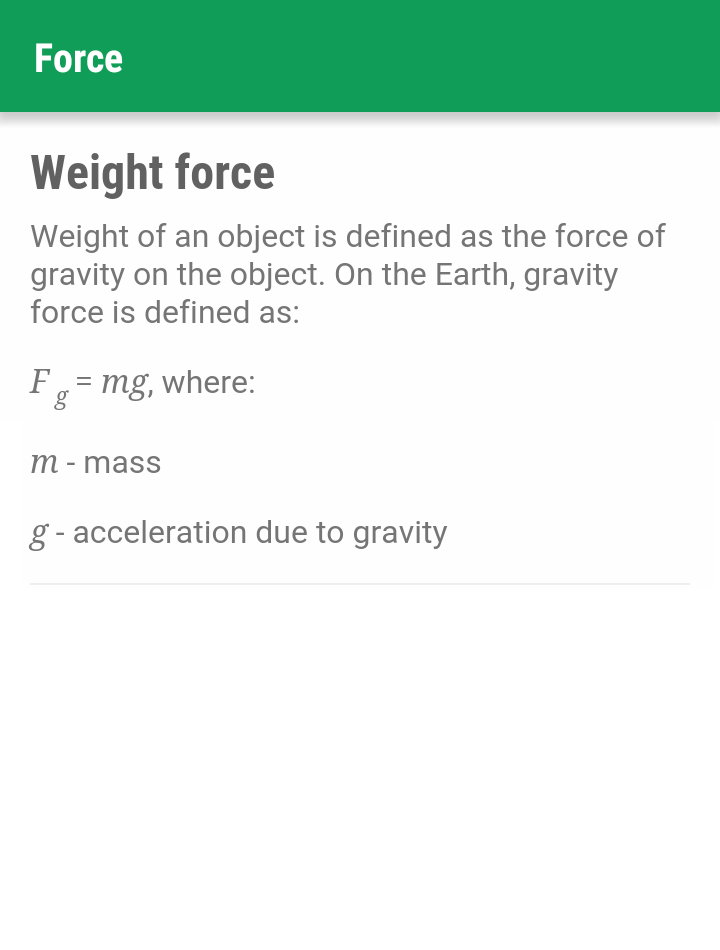 Force
Weight force
Weight of an object is defined as the force of
gravity on the object. On the Earth, gravity
force is defined as:
F g = mg, where:
m - mass
g - acceleration due to gravity